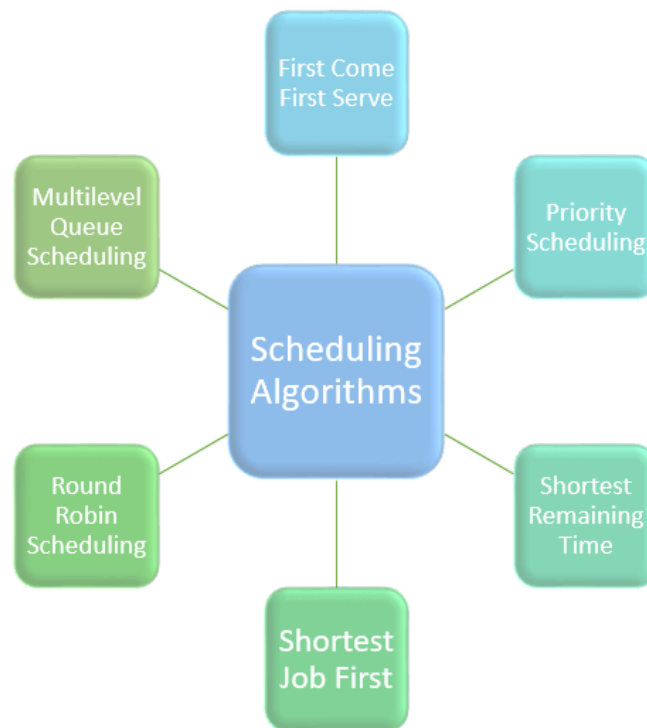 First Come
First Serve
Multilevel
Queue
Scheduling
Priority
Scheduling
Scheduling
Algorithms
Round
Robin
Scheduling
Shortest
Remaining
Time
Shortest
Job First